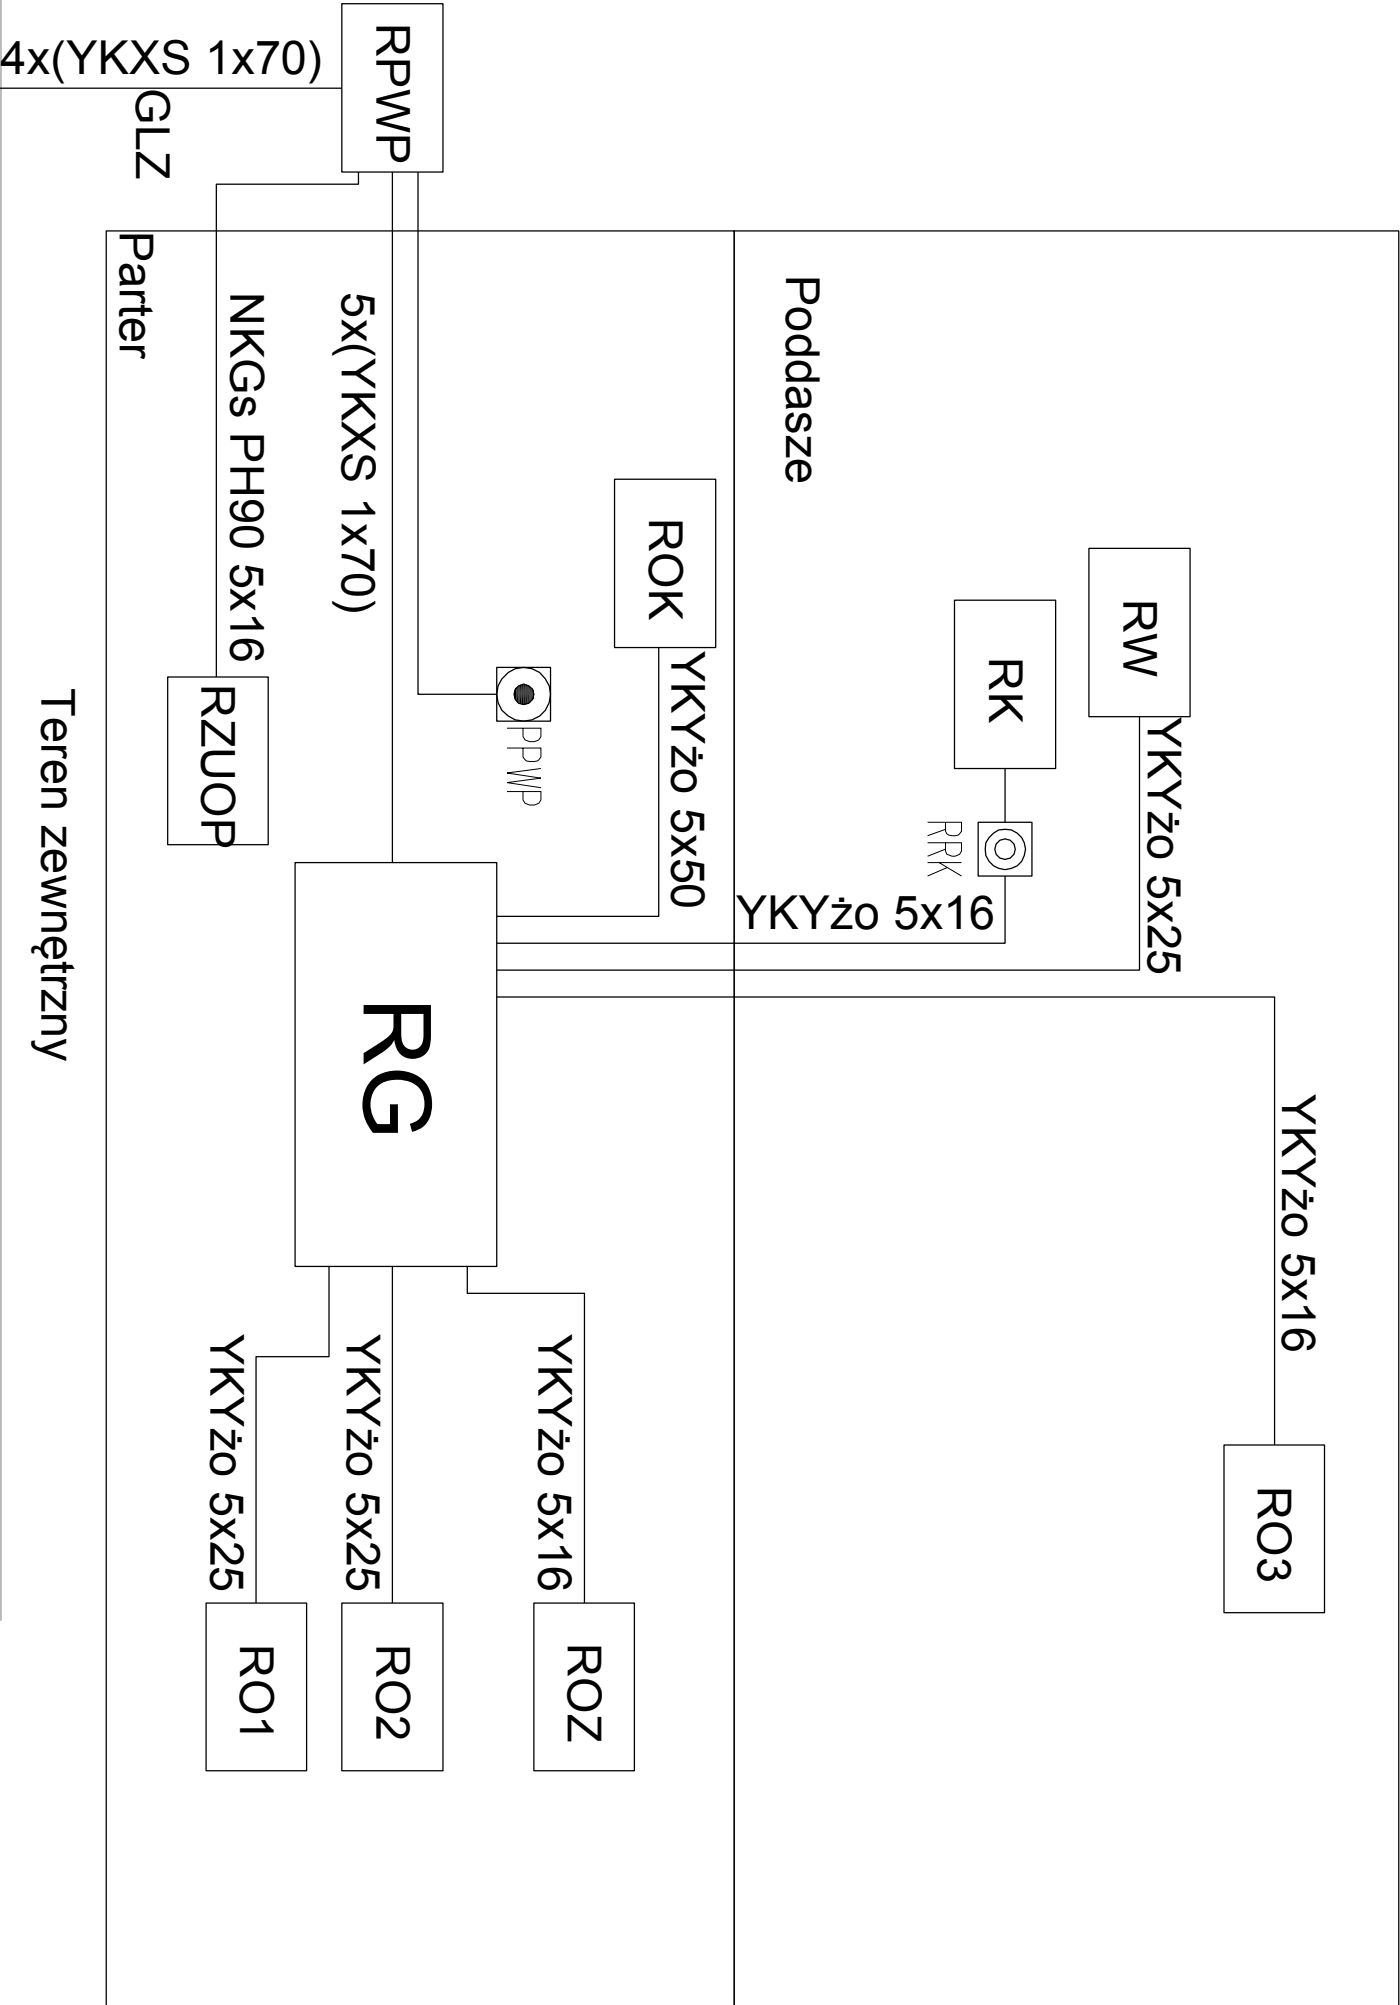 4x(YKXS 1x70)
GLZ
RPWP
Parter
NKGs PH90 5x16
5x(YKXS 1x70)
RZUOP
PPWP
ROK
YKYżo 5x50
Poddasze
RW
YKYżo 5x25
RK
RRK
YKYżo 5x16
YKYżo 5x16
RO3
RG
YKYżo 5x16
ROZ
YKYżo 5x25
RO2
YKYżo 5x25
RO1
Teren zewnętrzny